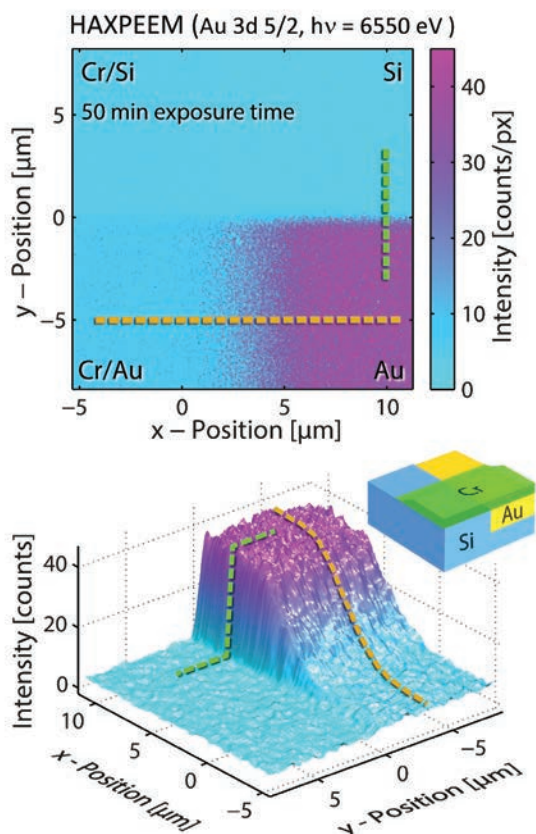 HAXPEEM (Au 3d 5/2, hν = 6550 eV )
Cr/Si
Si
50 min exposure time
Cr/Au
Au
y – Position [µm]
5
0
−5
−5
0
5
10
x – Position [µm]
40
30
20
10
0
Intensity [counts/px]
Cr
Au
Si
Intensity [counts]
40
20
0
10
5
0
−5
x - Position [µm]
5
0
−5
y – Position [µm]